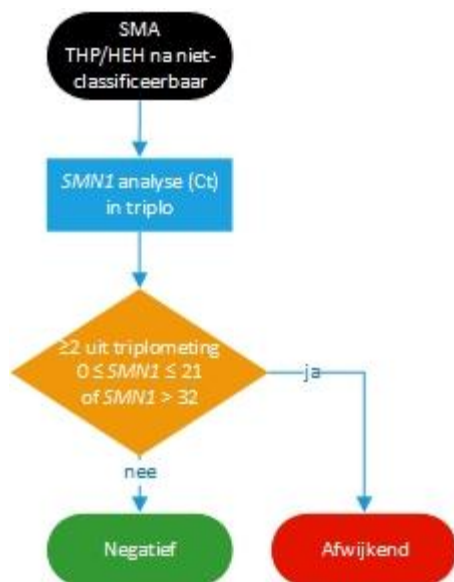 SMA
THP/HEH na niet-
classificeerbaar
SMN1 analyse (Ct)
in triplo
≥2 uit triplometing
0 ≤ SMN1 ≤ 21
of SMN1 > 32
ja
nee
Negatief
Afwijkend